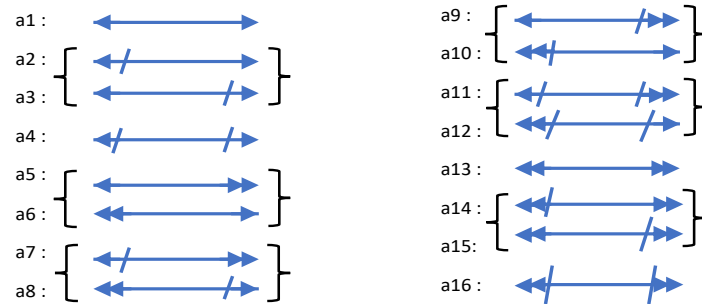 a1 :
a2 :
a3 :
a4 :
a5 :
a6 :
a7 :
a8 :
a9 :
a10 :
a11 :
a12 :
a13 :
a14 :
a15:
a16 :